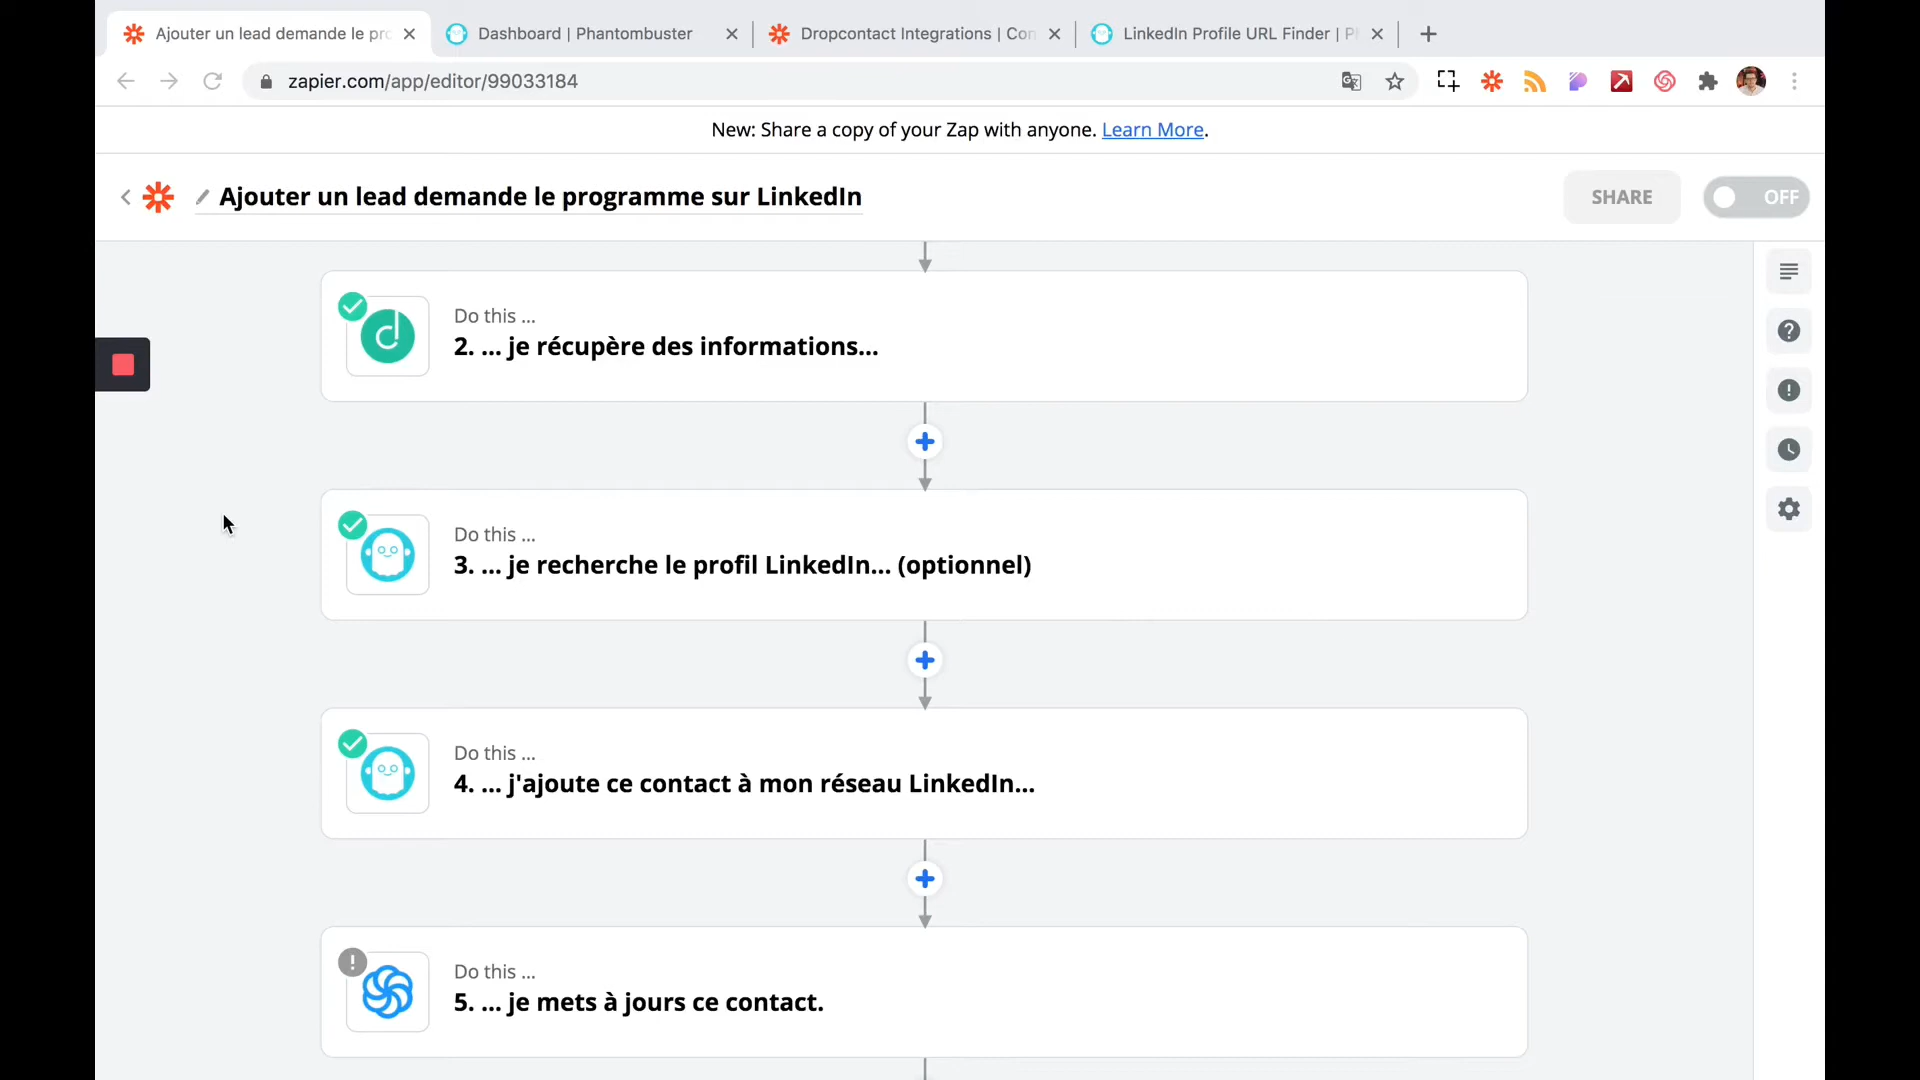 Ajouter un lead demande le pro
Dashboard | Phantombuster
Dropcontact Integrations | Con
LinkedIn Profile URL Finder | P
zapier.com/app/editor/99033184
New: Share a copy of your Zap with anyone. Learn More.
Ajouter un lead demande le programme sur LinkedIn
SHARE
OFF
Do this ...
2. ... je récupère des informations...
Do this ...
3. ... je recherche le profil LinkedIn... (optionnel)
Do this ...
4. ... j'ajoute ce contact à mon réseau LinkedIn...
Do this ...
5. ... je mets à jours ce contact.